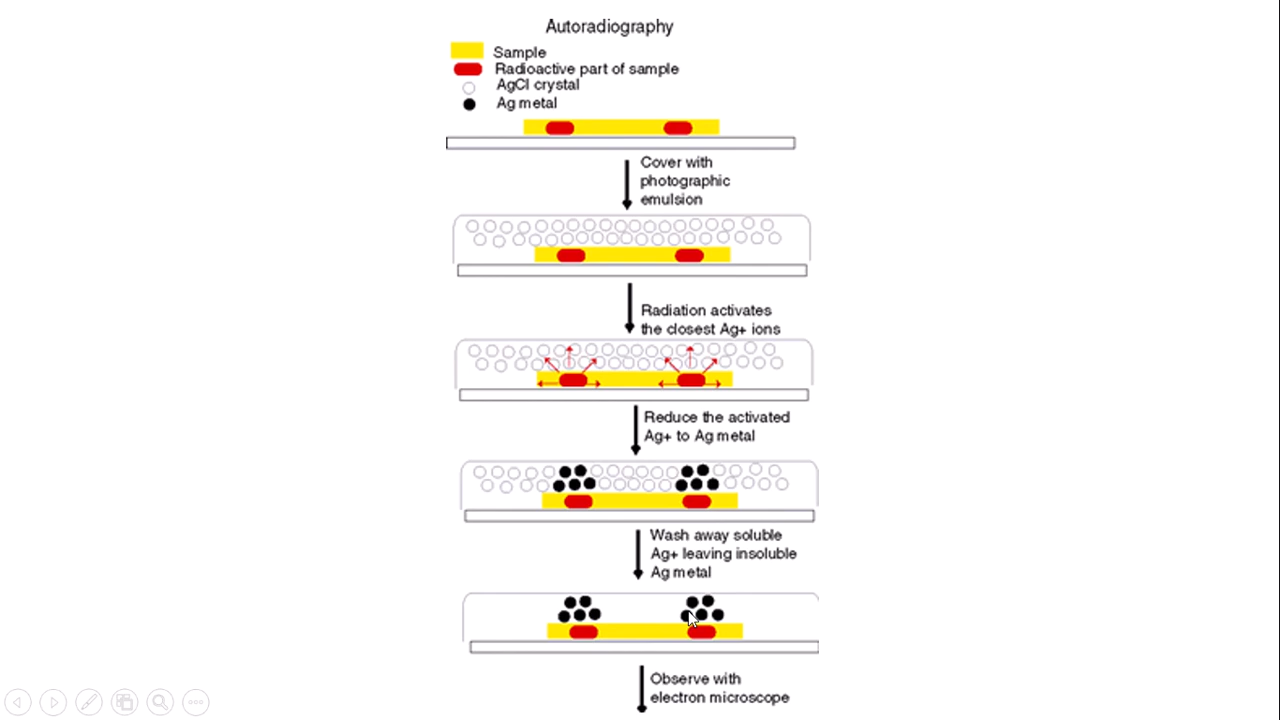 Autoradiography
Sample
Radioactive part of sample
AgCl crystal
Ag metal
Cover with
photographic
emulsion
Radiation activates
the closest Ag+ ions
Reduce the activated
Ag+ to Ag metal
Wash away soluble
Ag+ leaving insoluble
Ag metal
Observe with
electron microscope